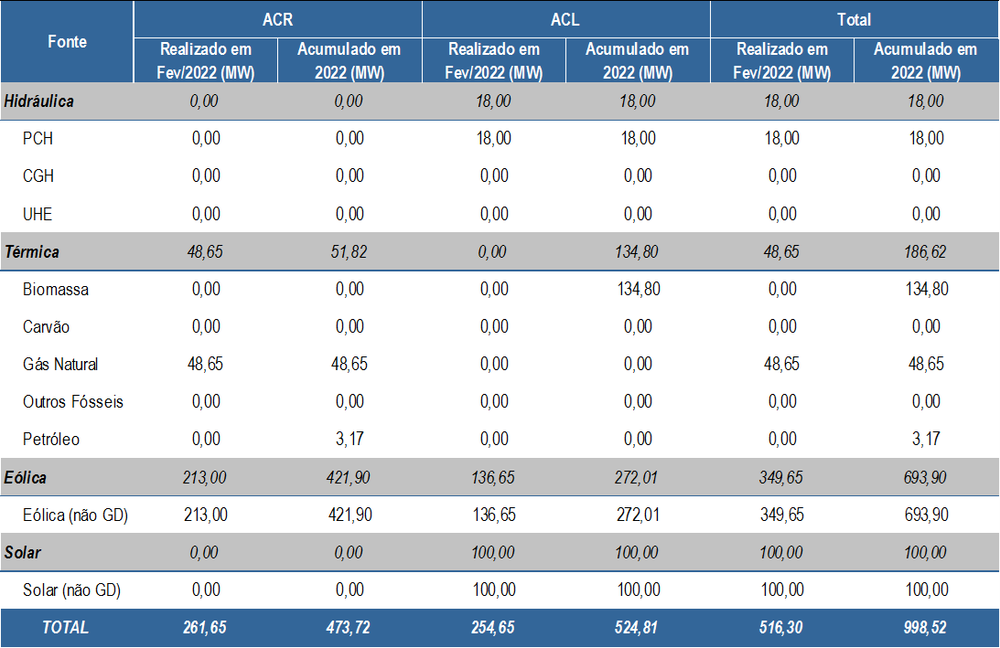 Fonte ACR ACL Total
Realizado em Fev/2022 (MW) Acumulado em 2022 (MW) Realizado em Fev/2022 (MW) Acumulado em 2022 (MW) Realizado em Fev/2022 (MW) Acumulado em 2022 (MW)
Hidráulica 0,00 0,00 18,00 18,00 18,00 18,00
PCH 0,00 0,00 18,00 18,00 18,00 18,00
CGH 0,00 0,00 0,00 0,00 0,00 0,00
UHE 0,00 0,00 0,00 0,00 0,00 0,00
Térmica 48,65 51,82 0,00 134,80 48,65 186,62
Biomassa 0,00 0,00 0,00 134,80 0,00 134,80
Carvão 0,00 0,00 0,00 0,00 0,00 0,00
Gás Natural 48,65 48,65 0,00 0,00 48,65 48,65
Outros Fósseis 0,00 0,00 0,00 0,00 0,00 0,00
Petróleo 0,00 3,17 0,00 0,00 0,00 3,17
Eólica 213,00 421,90 136,65 272,01 349,65 693,90
Eólica (não GD) 213,00 421,90 136,65 272,01 349,65 693,90
Solar 0,00 0,00 100,00 100,00 100,00 100,00
Solar (não GD) 0,00 0,00 100,00 100,00 100,00 100,00
TOTAL 261,65 473,72 254,65 524,81 516,30 998,52